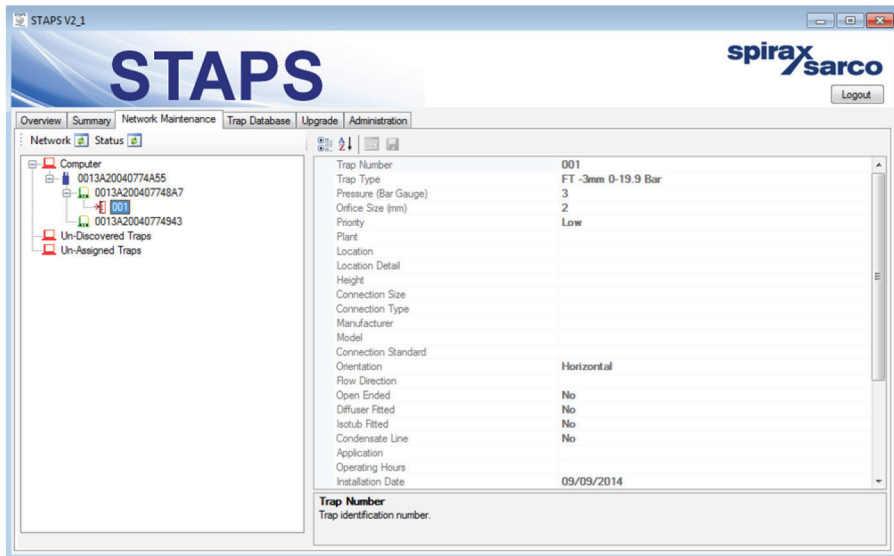 STAPS V2_1
STAPS
spirax
sarco
Logout
Overview Summary Network Maintenance Trap Database Upgrade Administration
Network Status
Computer
0013A20040774A55
0013A200407748A7
001
0013A20040774943
Un-Discovered Traps
Un-Assigned Traps
Trap Number 001
Trap Type FT -3mm 0-19.9 Bar
Pressure (Bar Gauge) 3
Orifice Size (mm) 2
Priority Low
Plant
Location
Location Detail
Height
Connection Size
Connection Type
Manufacturer
Model
Connection Standard
Orientation Horizontal
Flow Direction
Open Ended No
Diffuser Fitted No
Isotub Fitted No
Condensate Line No
Application
Operating Hours
Installation Date 09/09/2014
Trap Number
Trap identification number.